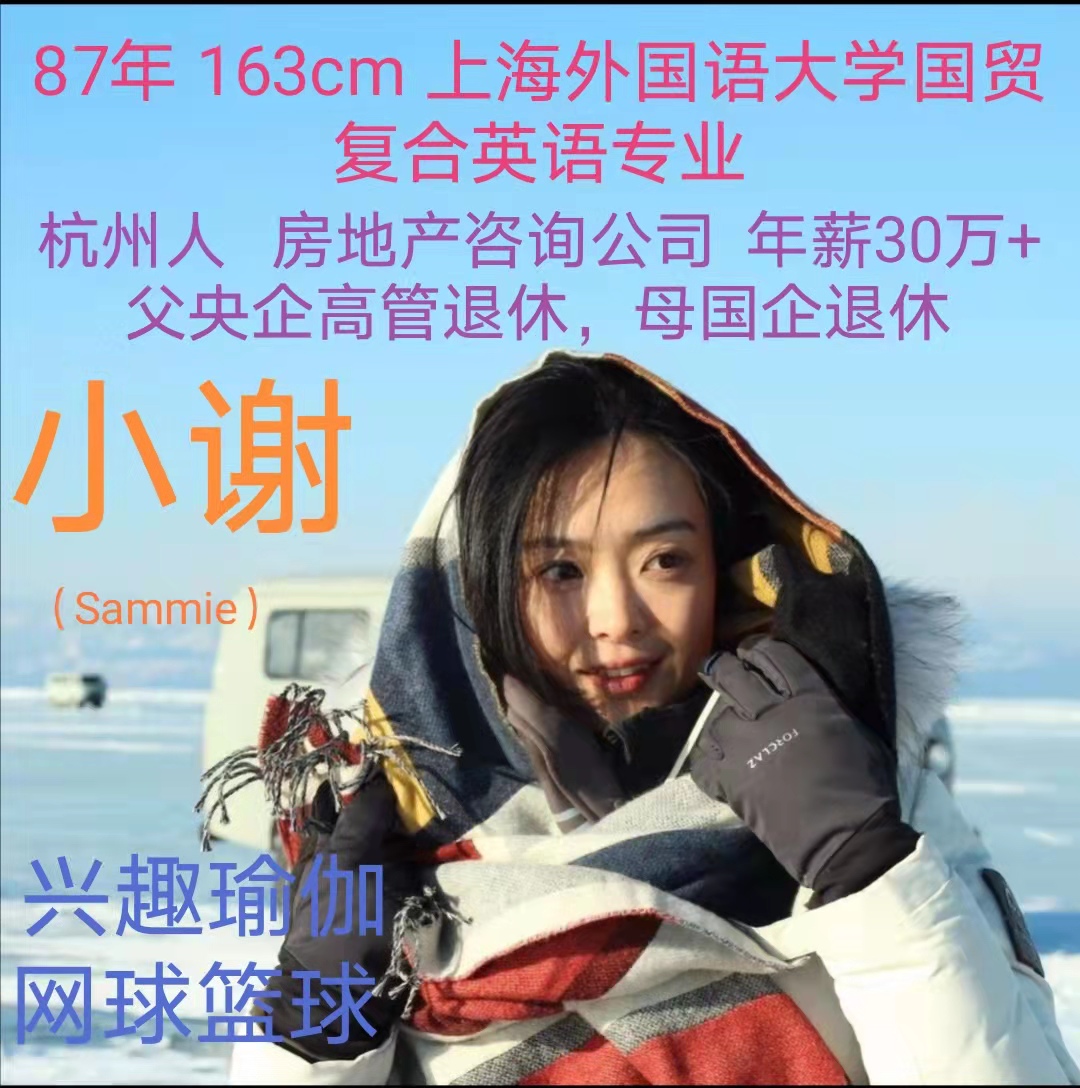 87年 163cm 上海外国语大学国贸
复合英语专业
杭州人 房地产咨询公司 年薪30万+
父央企高管退休，母国企退休
小谢
（Sammie）
FORCLAZ
兴趣瑜伽
网球篮球